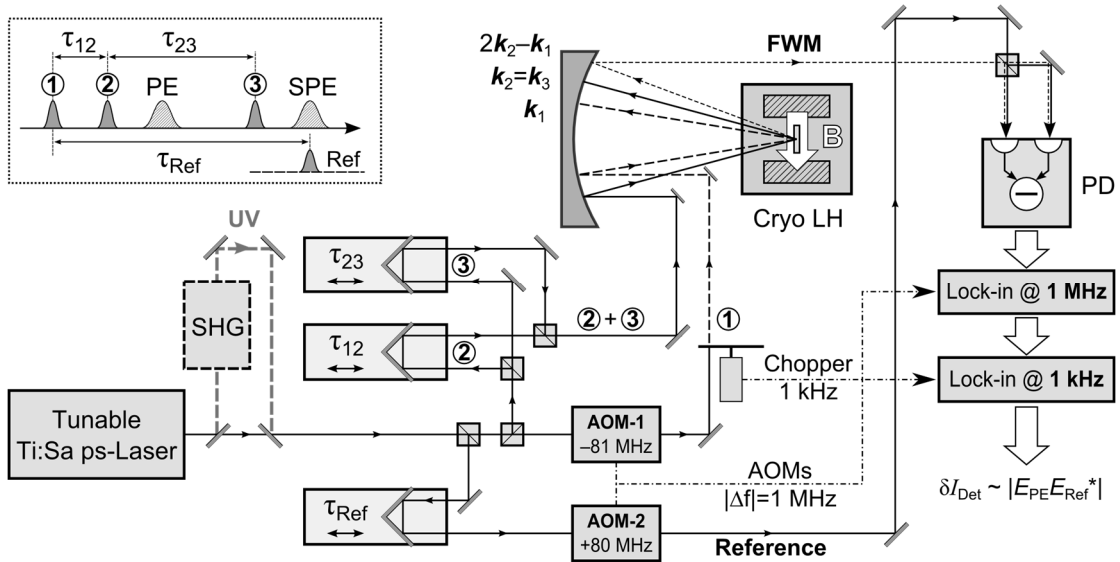 τ12
τ23
①
②
PE
③
SPE
τRef
Ref
2k2–k1
k2=k3
k1
FWM
B
Cryo LH
PD
UV
SHG
τ23
③
τ12
②
②+③
①
Chopper
1 kHz
Lock-in @ 1 MHz
Lock-in @ 1 kHz
Tunable
Ti:Sa ps-Laser
AOM-1
–81 MHz
AOMs
|Δf|=1 MHz
τRef
AOM-2
+80 MHz
Reference
δIDet ~ |EPEERef*|